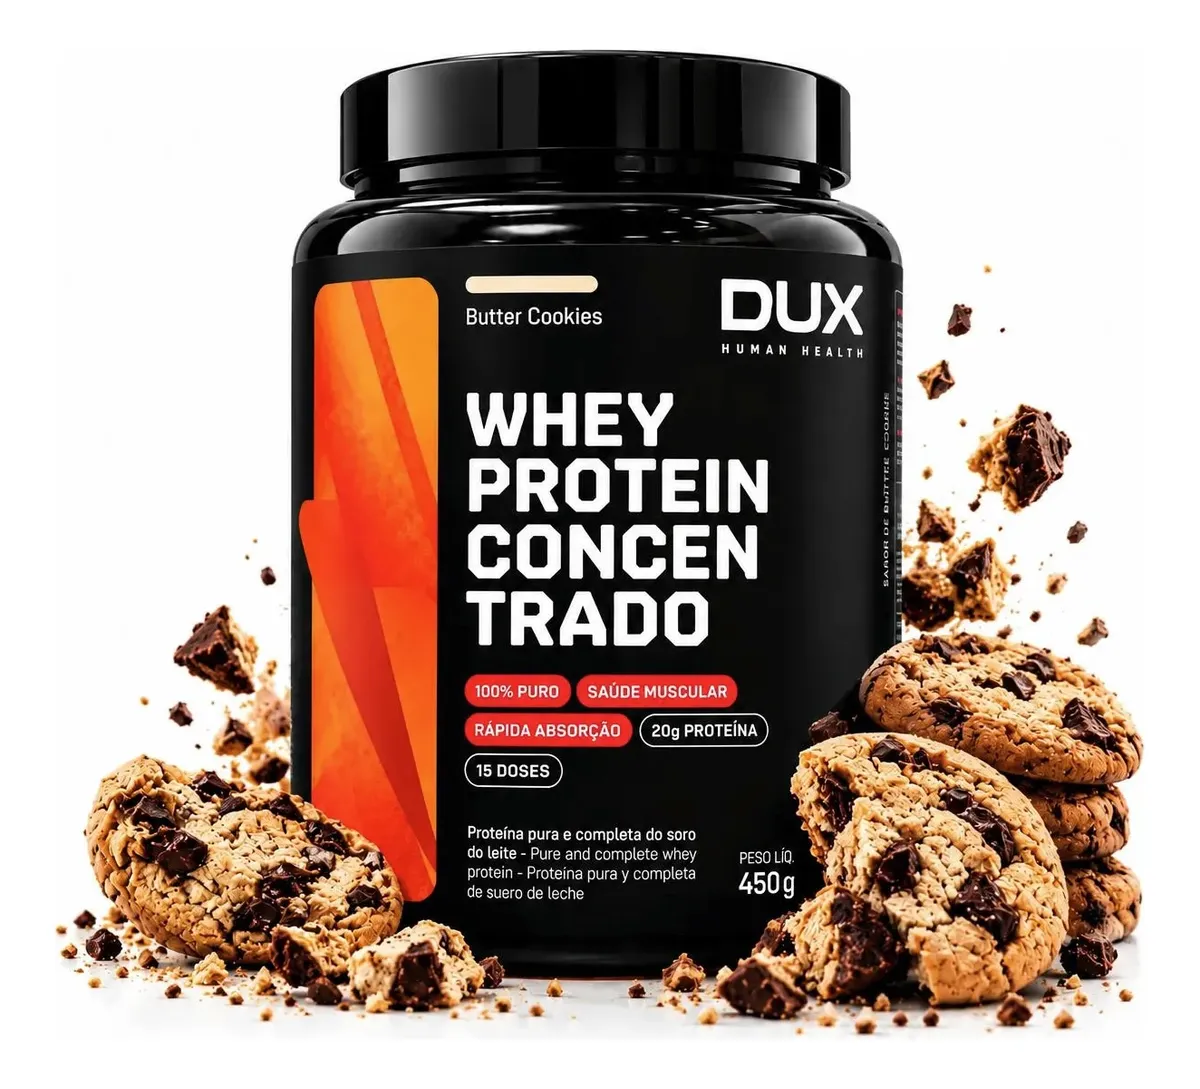 Butter Cookies
DUX
HUMAN HEALTH
WHEY
PROTEIN
CONCEN
TRADO
100% PURO
SAÚDE MUSCULAR
RÁPIDA ABSORÇÃO
20g PROTEÍNA
15 DOSES
Proteína pura e completa do soro
do leite - Pure and complete whey
protein - Proteína pura y completa
de suero de leche
PESO LÍQ.
450g
SABOR DE